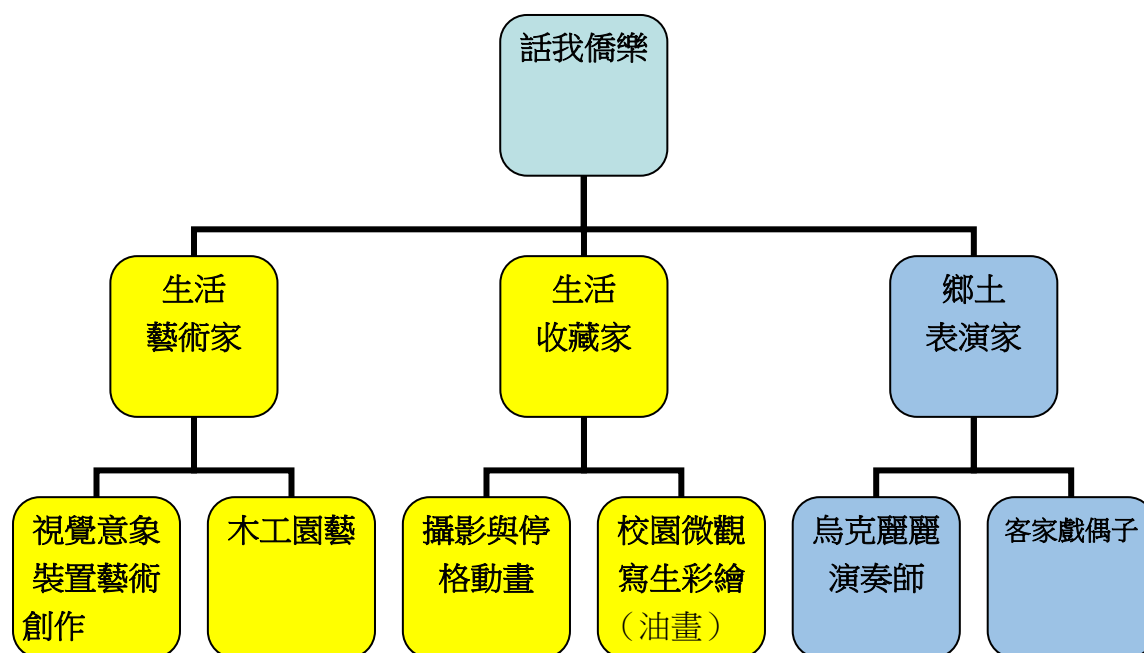 話我僑樂
生活
藝術家
生活
收藏家
鄉土
表演家
視覺意象
裝置藝術
創作
木工園藝
攝影與停
格動畫
校園微觀
寫生彩繪
（油畫）
烏克麗麗
演奏師
客家戲偶子